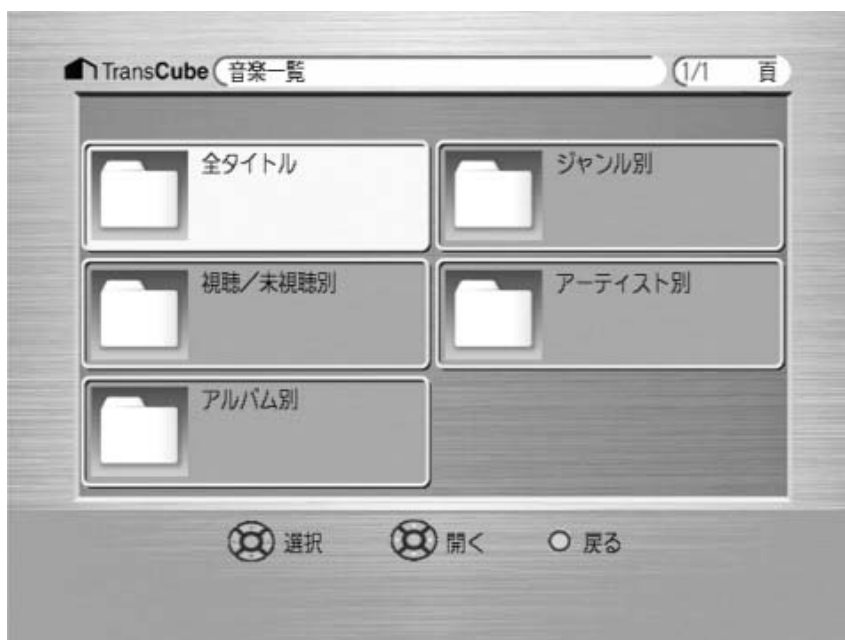 TransCube 音楽一覧 1/1 頁
全タイトル ジャンル別
視聴/未視聴別 アーティスト別
アルバム別
選択 開く 戻る